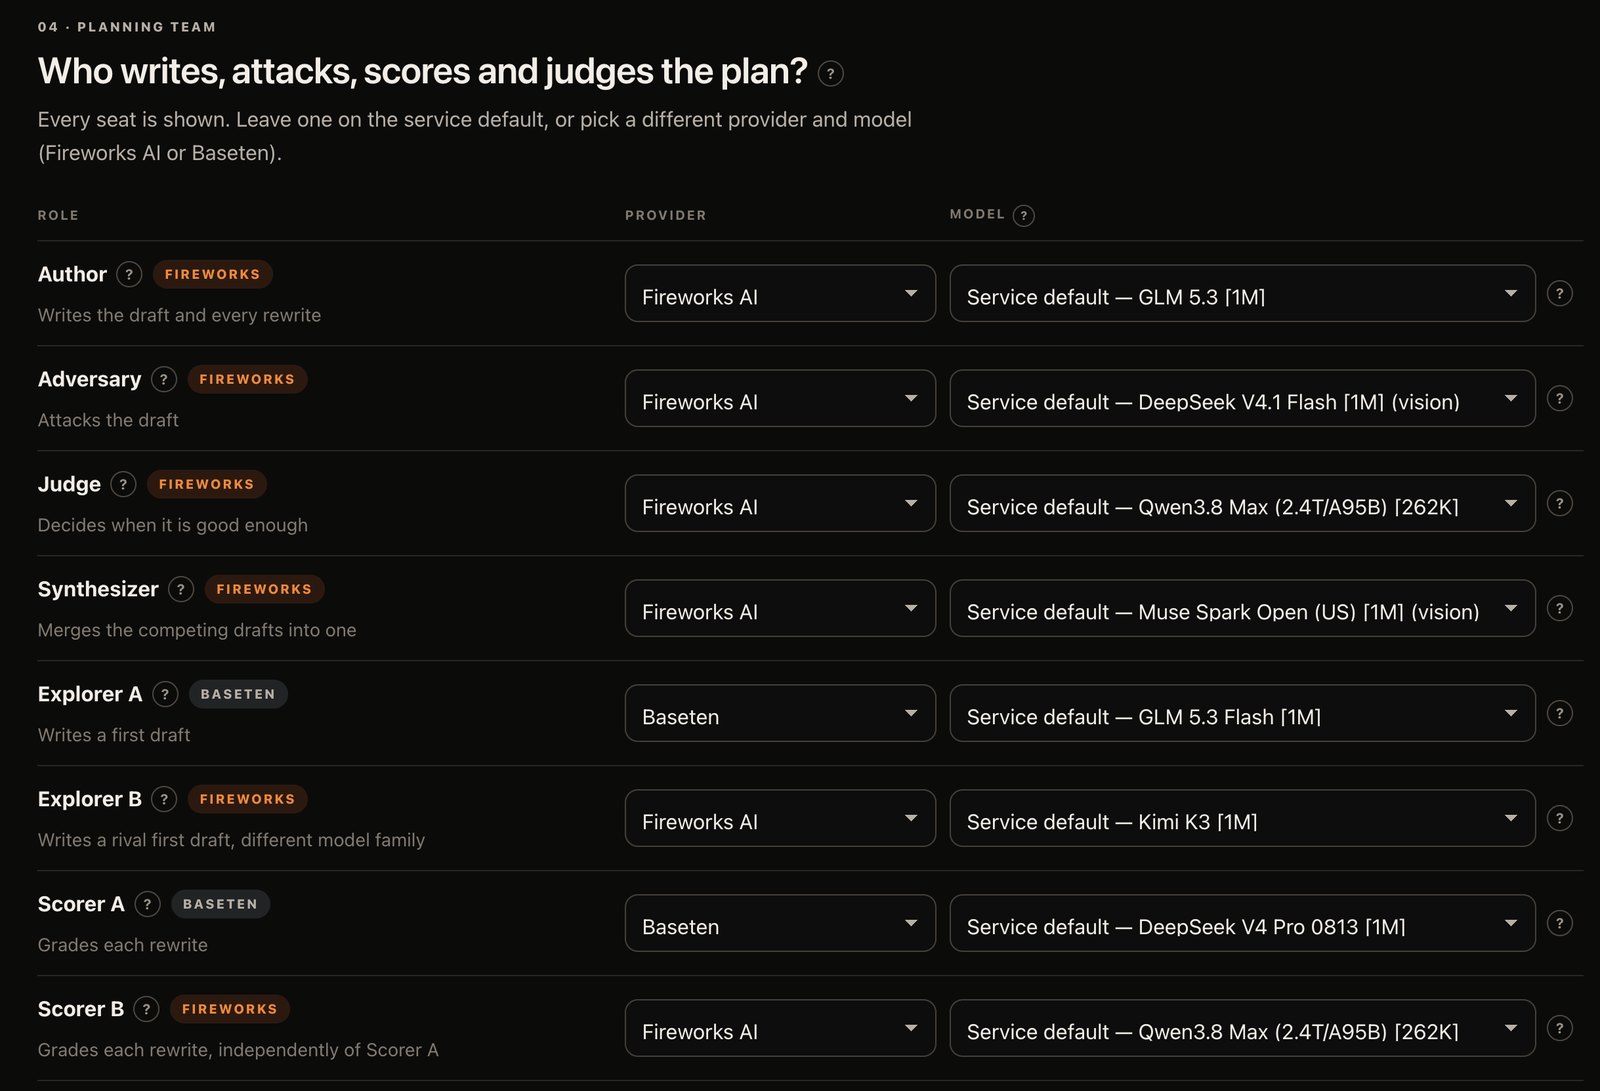 04 · PLANNING TEAM
Who writes, attacks, scores and judges the plan? ?
Every seat is shown. Leave one on the service default, or pick a different provider and model
(Fireworks AI or Baseten).
ROLE PROVIDER MODEL ?
Author ? FIREWORKS
Writes the draft and every rewrite
Fireworks AI
Service default — GLM 5.3 [1M]
?
Adversary ? FIREWORKS
Attacks the draft
Fireworks AI
Service default — DeepSeek V4.1 Flash [1M] (vision)
?
Judge ? FIREWORKS
Decides when it is good enough
Fireworks AI
Service default — Qwen3.8 Max (2.4T/A95B) [262K]
?
Synthesizer ? FIREWORKS
Merges the competing drafts into one
Fireworks AI
Service default — Muse Spark Open (US) [1M] (vision)
?
Explorer A ? BASETEN
Writes a first draft
Baseten
Service default — GLM 5.3 Flash [1M]
?
Explorer B ? FIREWORKS
Writes a rival first draft, different model family
Fireworks AI
Service default — Kimi K3 [1M]
?
Scorer A ? BASETEN
Grades each rewrite
Baseten
Service default — DeepSeek V4 Pro 0813 [1M]
?
Scorer B ? FIREWORKS
Grades each rewrite, independently of Scorer A
Fireworks AI
Service default — Qwen3.8 Max (2.4T/A95B) [262K]
?